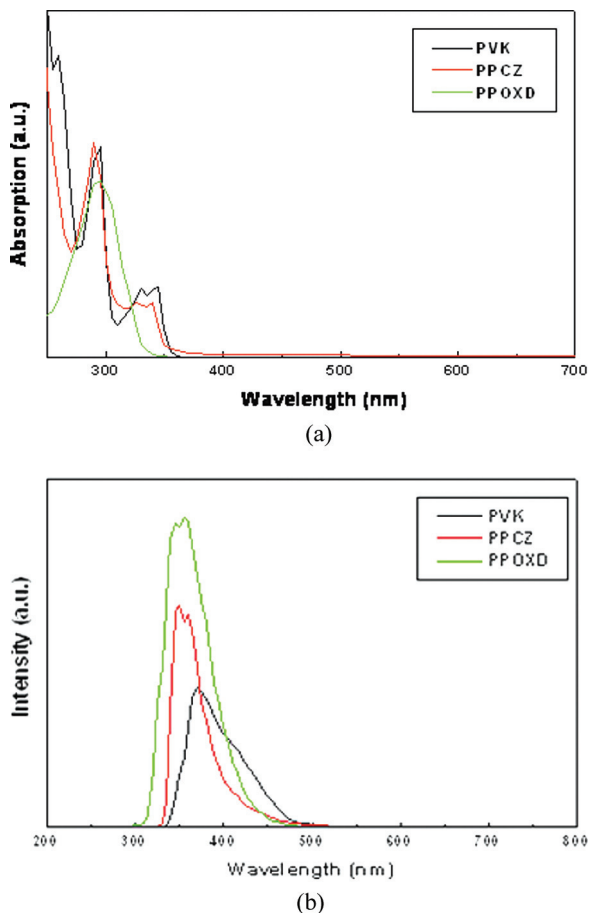 PVK
PPCZ
PPOXD
Absorption (a.u.)
300 400 500 600 700
Wavelength (nm)
(a)
PVK
PPCZ
PPOXD
Intensity (a.u.)
200 300 400 500 600 700 800
Wavelength (nm)
(b)